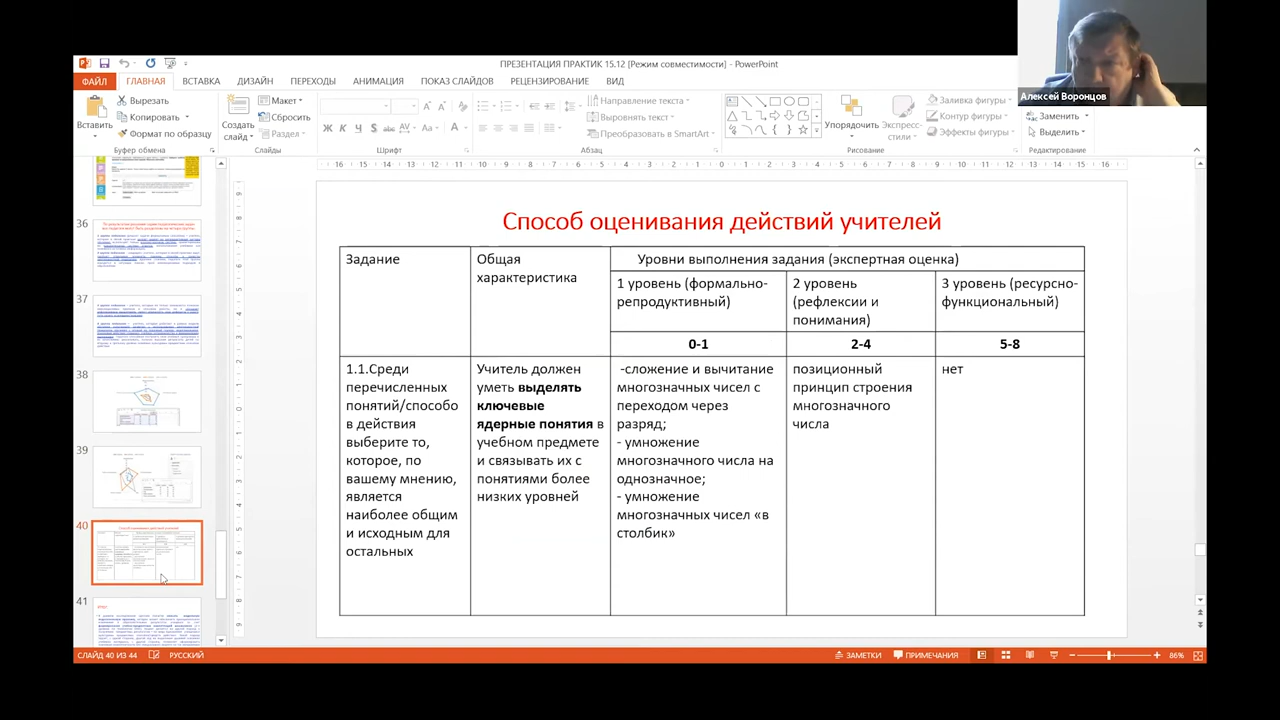 ПРЕЗЕНТАЦИЯ ПРАКТИК 15.12 [Режим совместимости] - PowerPoint
Алексей Воронцов
ФАЙЛ ГЛАВНАЯ ВСТАВКА ДИЗАЙН ПЕРЕХОДЫ АНИМАЦИЯ ПОКАЗ СЛАЙДОВ РЕЦЕНЗИРОВАНИЕ ВИД
Вставить
Вырезать
Копировать
Формат по образцу
Буфер обмена
Создать
слайд
Макет
Сбросить
Раздел
Слайды
Шрифт
Направление текста
Выровнять текст
Преобразовать в SmartArt
Абзац
Упорядочить
Экспресс-
стили
Заливка фигуры
Контур фигуры
Эффекты фигуры
Рисование
Заменить
Выделить
Редактирование
36
37
38
39
40
41
Способ оценивания действий учителей
Задание
Общая
характеристика
Уровни выполнения задания (экспертная оценка)
1 уровень (формально-
репродуктивный)
2 уровень
(рефлексии и
понимания)
3 уровень (ресурсно-
функциональный)
0-1
2-4
5-8
1.1.Среди
перечисленных
понятий/способо
в действия
выберите то,
которое, по
вашему мнению,
является
наиболее общим
и исходным для
остальных
Учитель должен
уметь выделять
ключевые
ядерные понятия в
учебном предмете
и связывать их с
понятиями более
низких уровней
-сложение и вычитание
многозначных чисел с
переходом через
разряд;
- умножение
многозначного числа на
однозначное;
- умножение
многозначных чисел «в
столбик»
позиционный
принцип строения
многозначного
числа
нет
СЛАЙД 40 ИЗ 44 РУССКИЙ ЗАМЕТКИ ПРИМЕЧАНИЯ 86%